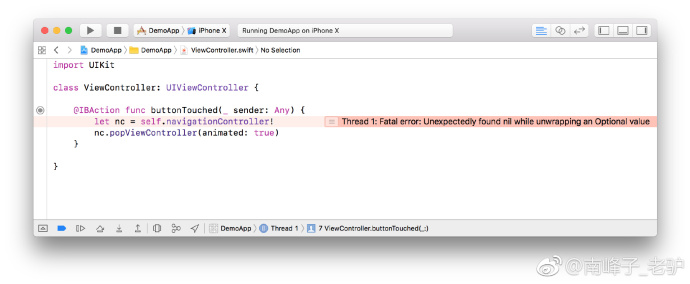 DemoApp
iPhone X
Running DemoApp on iPhone X
DemoApp DemoApp ViewController.swift No Selection
import UIKit
class ViewController: UIViewController {
@IBAction func buttonTouched(_ sender: Any) {
let nc = self.navigationController!
Thread 1: Fatal error: Unexpectedly found nil while unwrapping an Optional value
nc.popViewController(animated: true)
}
}
DemoApp Thread 1 7 ViewController.buttonTouched(_:)
@南峰子_老驴